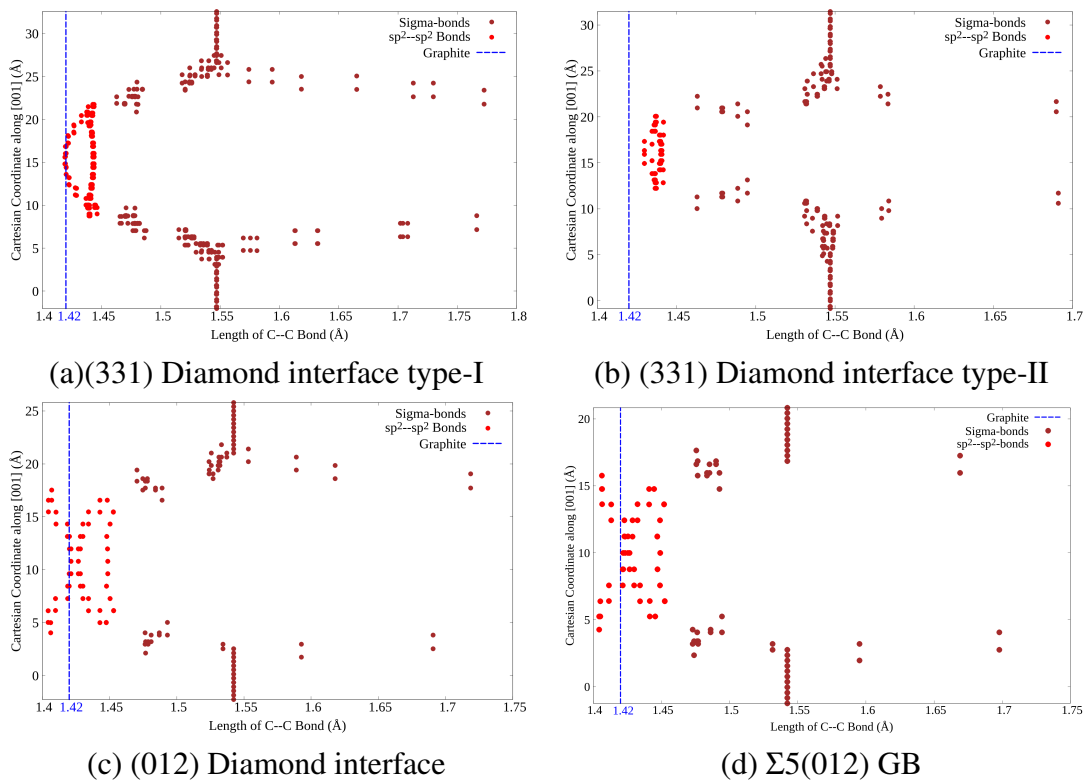 Sigma-bonds
sp²--sp² Bonds
Graphite
Cartesian Coordinate along [001] (Å)
30
25
20
15
10
5
0
1.4 1.42 1.45 1.5 1.55 1.6 1.65 1.7 1.75 1.8
Length of C--C Bond (Å)
(a)(331) Diamond interface type-I
Sigma-bonds
sp²--sp² Bonds
Graphite
Cartesian Coordinate along [001] (Å)
30
25
20
15
10
5
0
1.4 1.42 1.45 1.5 1.55 1.6 1.65 1.7
Length of C--C Bond (Å)
(b) (331) Diamond interface type-II
Sigma-bonds
sp²--sp² Bonds
Graphite
Cartesian Coordinate along [001] (Å)
25
20
15
10
5
0
1.4 1.42 1.45 1.5 1.55 1.6 1.65 1.7 1.75
Length of C--C Bond (Å)
(c) (012) Diamond interface
Graphite
Sigma-bonds
sp²--sp²-bonds
Cartesian Coordinate along [001] (Å)
20
15
10
5
0
1.4 1.42 1.45 1.5 1.55 1.6 1.65 1.7 1.75
Length of C--C Bond (Å)
(d) Σ5(012) GB